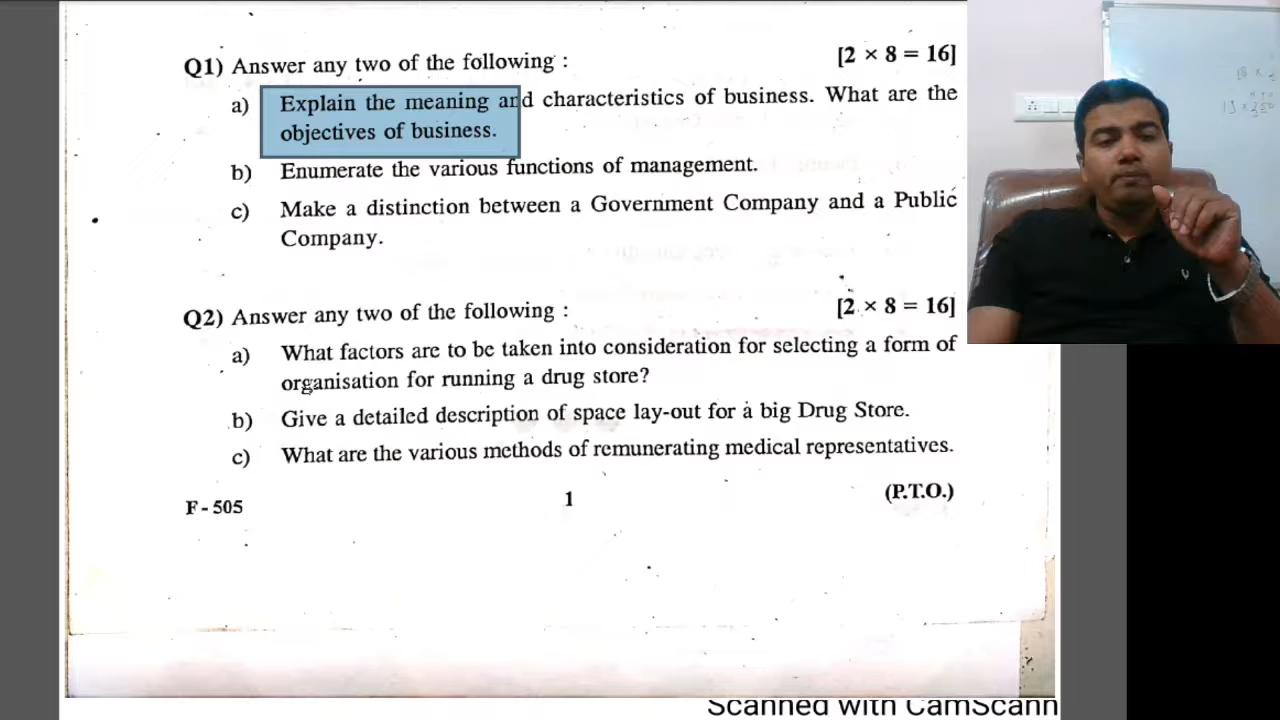 Q1) Answer any two of the following : [2 × 8 = 16]
a) Explain the meaning and characteristics of business. What are the
objectives of business.
b) Enumerate the various functions of management.
c) Make a distinction between a Government Company and a Public
Company.
Q2) Answer any two of the following : [2 × 8 = 16]
a) What factors are to be taken into consideration for selecting a form of
organisation for running a drug store?
b) Give a detailed description of space lay-out for a big Drug Store.
c) What are the various methods of remunerating medical representatives.
F - 505 1 (P.T.O.)
Scanned with CamScann